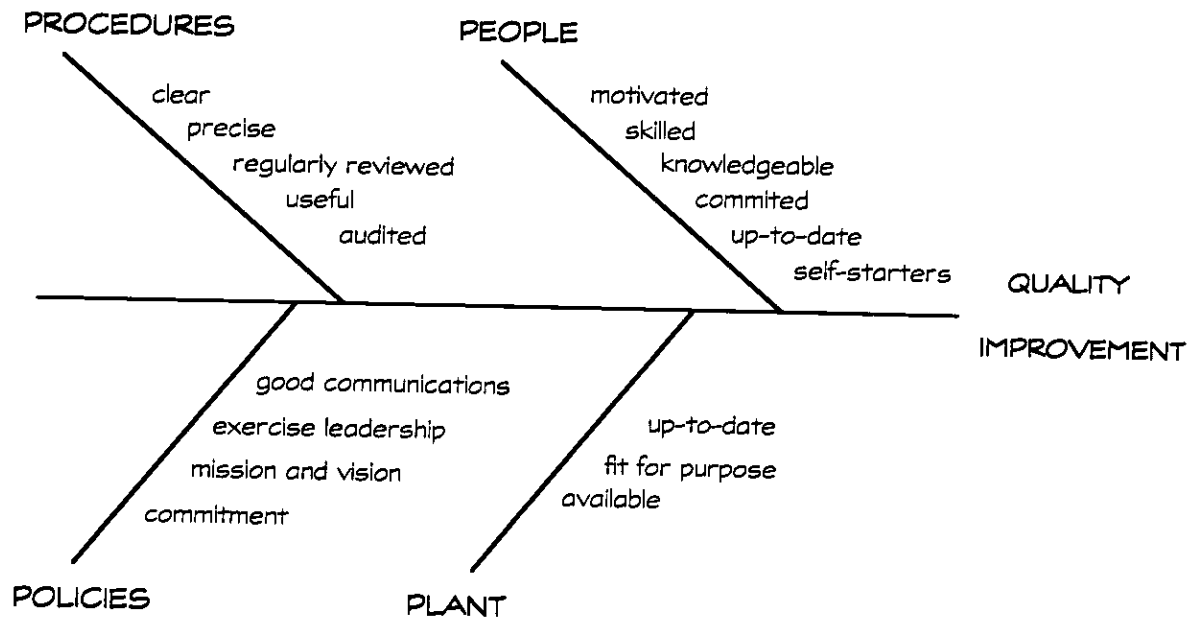 PROCEDURES
clear
precise
regularly reviewed
useful
audited
PEOPLE
motivated
skilled
knowledgeable
commited
up-to-date
self-starters
QUALITY
IMPROVEMENT
good communications
exercise leadership
mission and vision
commitment
POLICIES
up-to-date
fit for purpose
available
PLANT